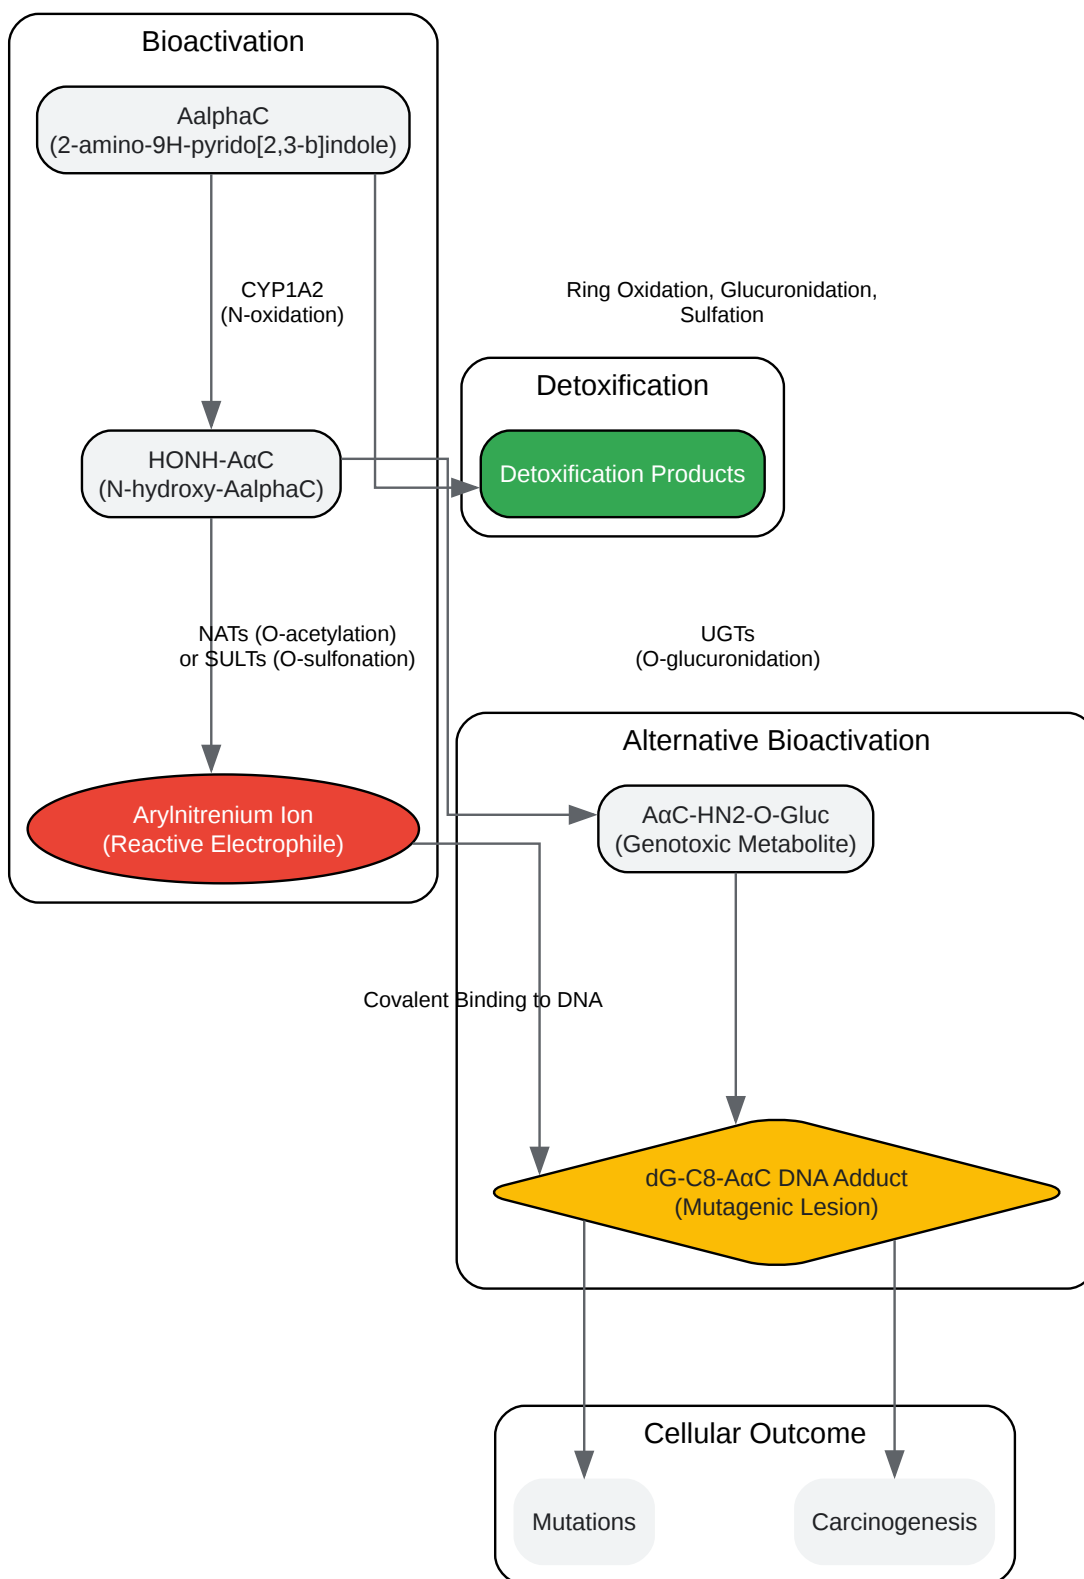 Bioactivation
AalphaC
(2-amino-9H-pyrido[2,3-b]indole)
CYP1A2
(N-oxidation)
Ring Oxidation, Glucuronidation,
Sulfation
Detoxification
Detoxification Products
HONH-AαC
(N-hydroxy-AalphaC)
NATs (O-acetylation)
or SULTs (O-sulfonation)
UGTs
(O-glucuronidation)
Alternative Bioactivation
Arylnitrenium Ion
(Reactive Electrophile)
AαC-HN2-O-Gluc
(Genotoxic Metabolite)
Covalent Binding to DNA
dG-C8-AαC DNA Adduct
(Mutagenic Lesion)
Cellular Outcome
Mutations
Carcinogenesis